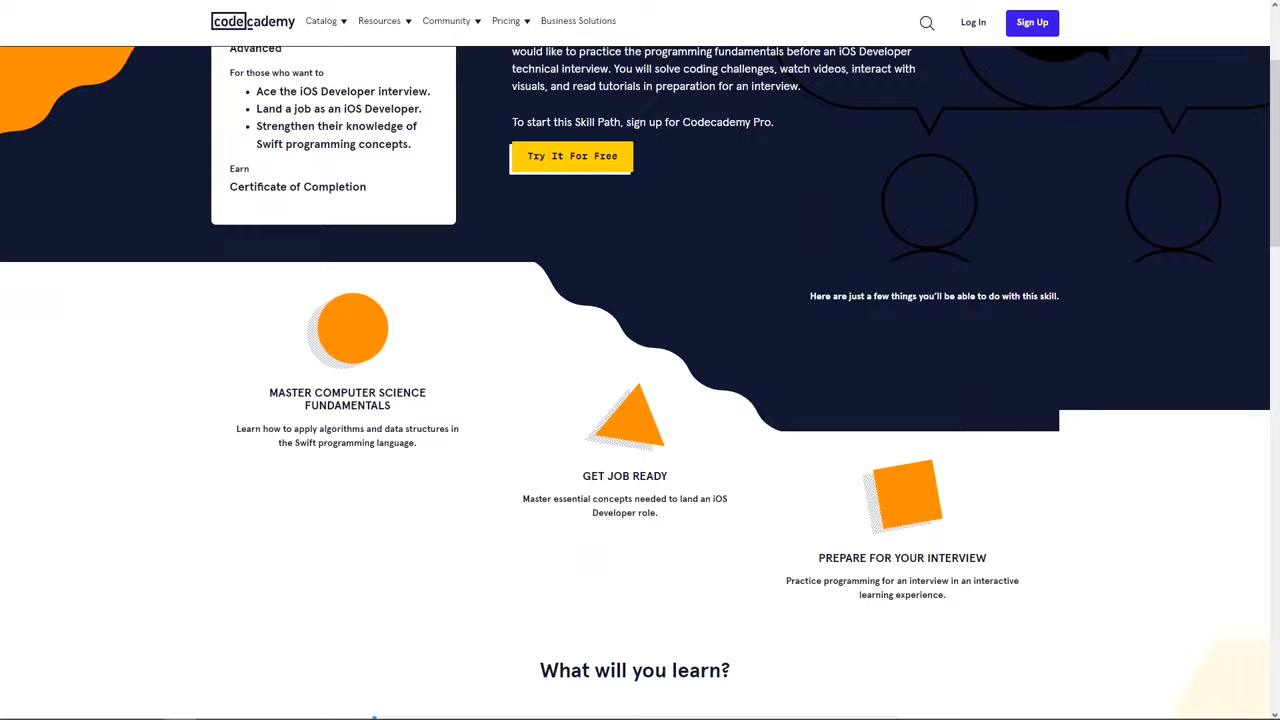 codecademy
Catalog
Resources
Community
Pricing
Business Solutions
Log In
Sign Up
Advanced
For those who want to
Ace the iOS Developer interview.
Land a job as an iOS Developer.
Strengthen their knowledge of
Swift programming concepts.
Earn
Certificate of Completion
would like to practice the programming fundamentals before an iOS Developer
technical interview. You will solve coding challenges, watch videos, interact with
visuals, and read tutorials in preparation for an interview.
To start this Skill Path, sign up for Codecademy Pro.
Try It For Free
Here are just a few things you'll be able to do with this skill.
MASTER COMPUTER SCIENCE
FUNDAMENTALS
Learn how to apply algorithms and data structures in
the Swift programming language.
GET JOB READY
Master essential concepts needed to land an iOS
Developer role.
PREPARE FOR YOUR INTERVIEW
Practice programming for an interview in an interactive
learning experience.
What will you learn?